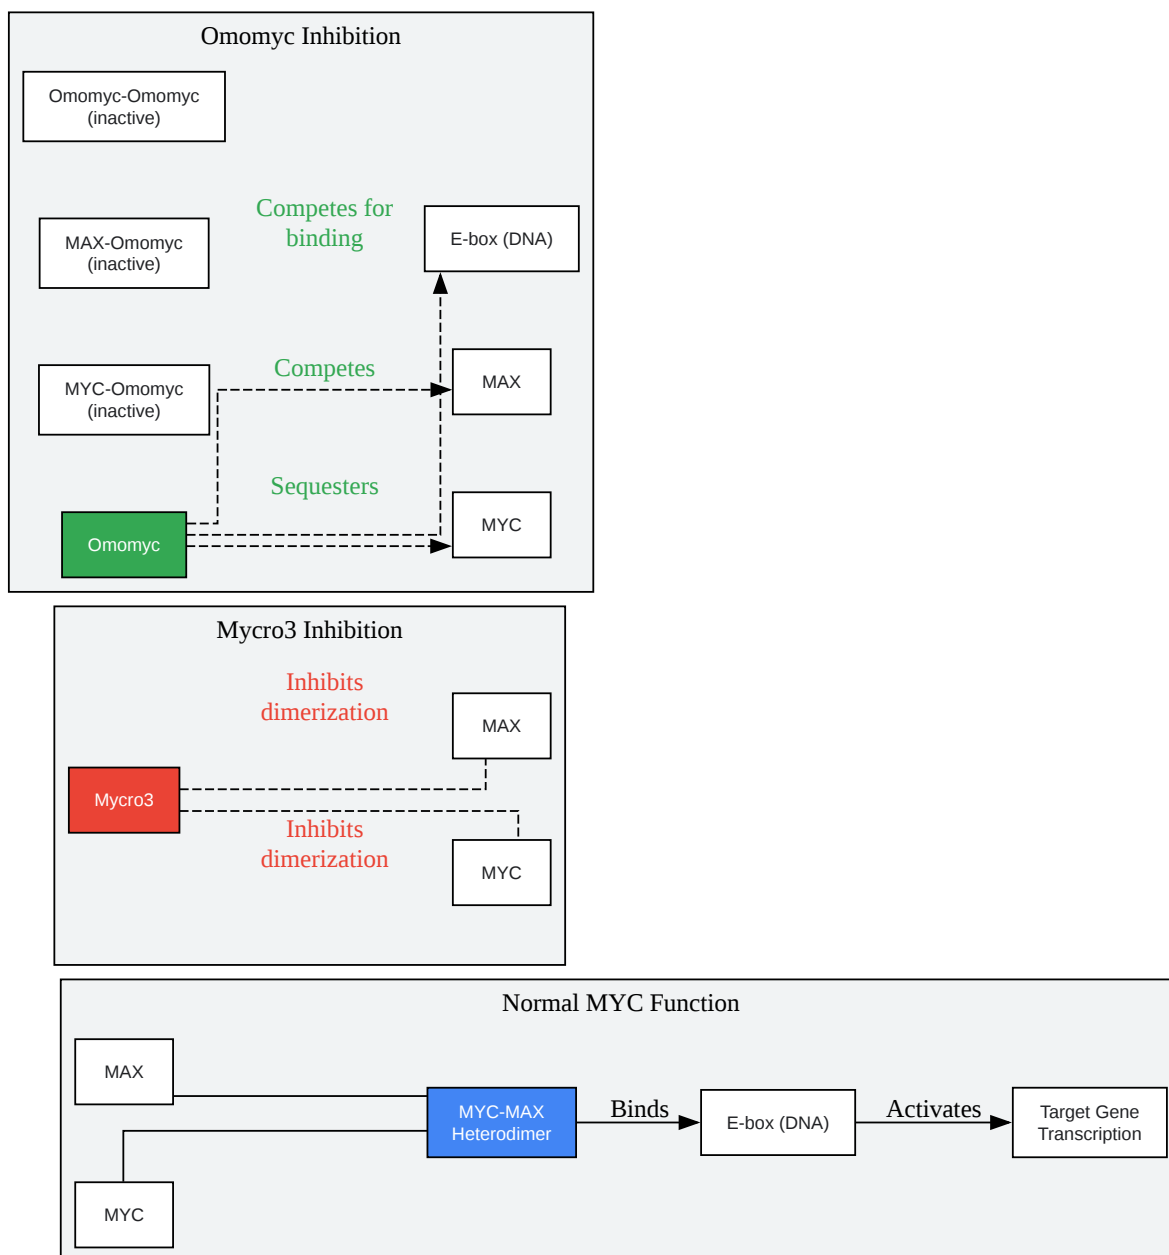 Omomyc Inhibition
Omomyc-Omomyc
(inactive)
Competes for
binding
MAX-Omomyc
(inactive)
E-box (DNA)
Competes
MAX
MYC-Omomyc
(inactive)
Sequesters
MYC
Omomyc
Mycro3 Inhibition
Inhibits
dimerization
MAX
Mycro3
Inhibits
dimerization
MYC
Normal MYC Function
MAX
MYC-MAX
Heterodimer
Binds
E-box (DNA)
Activates
Target Gene
Transcription
MYC